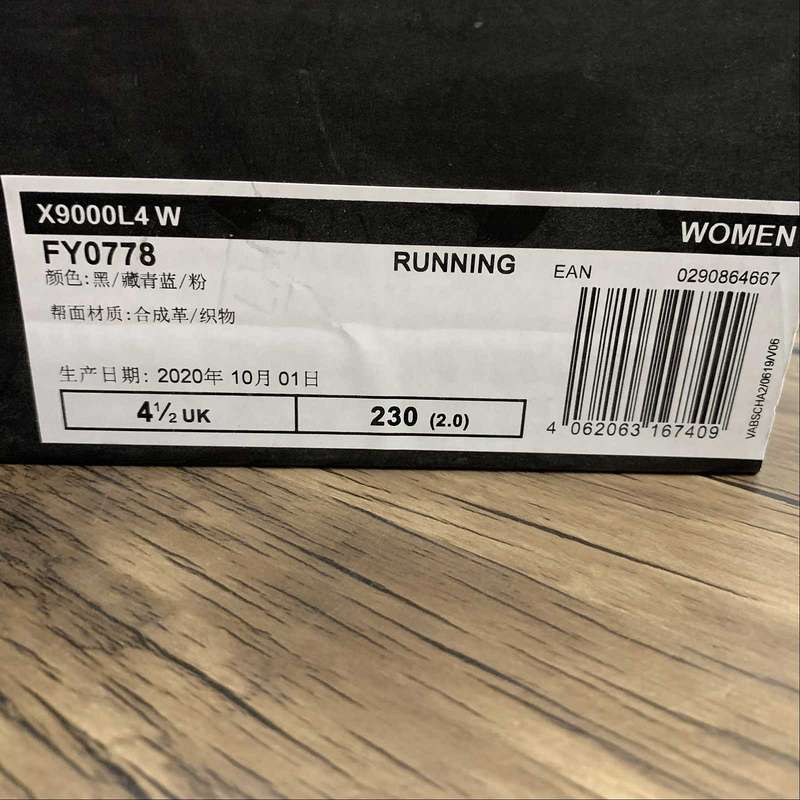 X9000L4 W
WOMEN
FY0778
RUNNING
EAN
0290864667
颜色:黑/藏青蓝/粉
帮面材质:合成革/织物
生产日期: 2020年 10月 01日
4½ UK
230 (2.0)
4 062063 167409
VABSCHA2/0619/V06